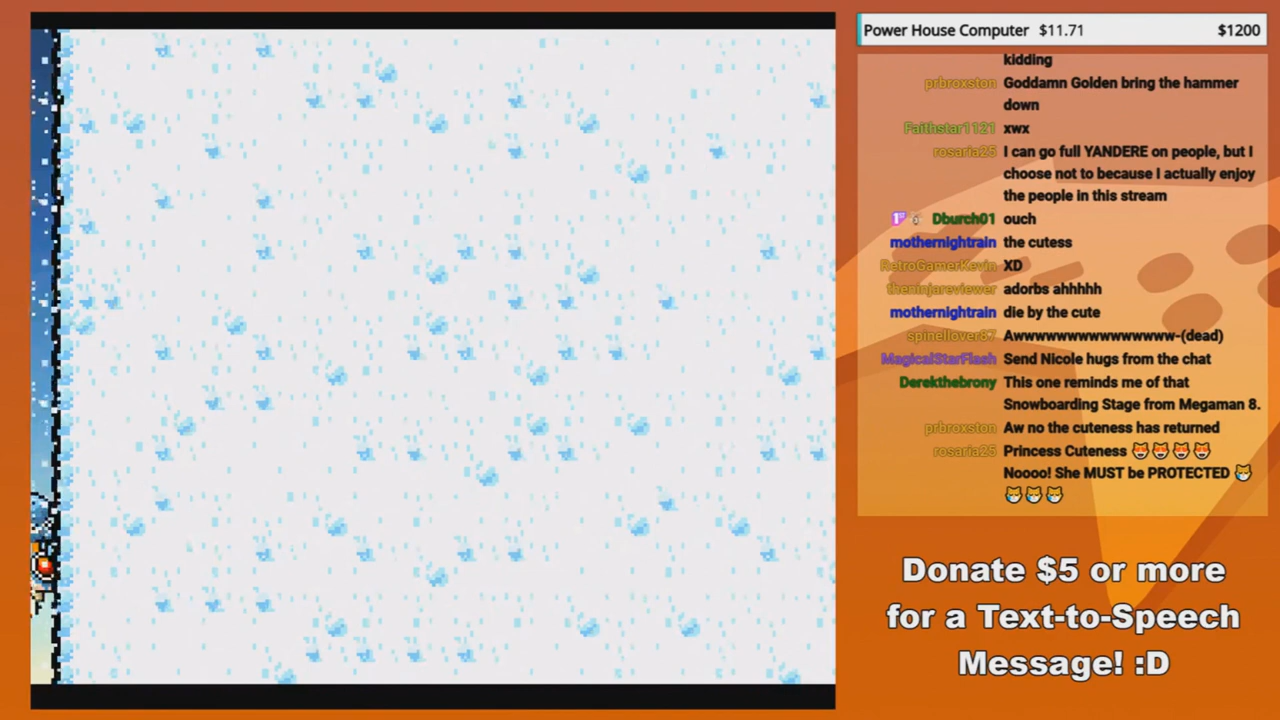 Power House Computer $11.71 $1200
kidding
prbroxston Goddamn Golden bring the hammer
down
Faithstar1121 xwx
rosaria25 I can go full YANDERE on people, but I
choose not to because I actually enjoy
the people in this stream
1ST Dburch01 ouch
mothernightrain the cutess
RetroGamerKevin XD
theninjareviewer adorbs ahhhhh
mothernightrain die by the cute
spinellover87 Awwwwwwwwwwwwwwww-(dead)
MagicalStarFlash Send Nicole hugs from the chat
Derekthebrony This one reminds me of that
Snowboarding Stage from Megaman 8.
prbroxston Aw no the cuteness has returned
rosaria25 Princess Cuteness
Noooo! She MUST be PROTECTED
Donate $5 or more
for a Text-to-Speech
Message! :D